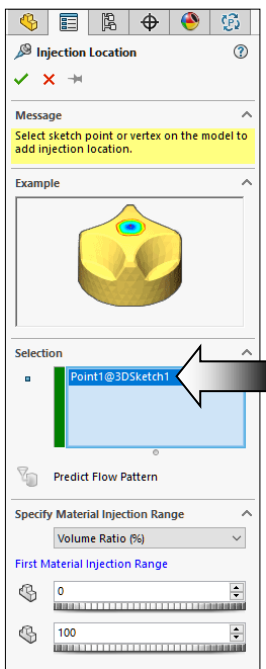 Injection Location
Message
Select sketch point or vertex on the model to
add injection location.
Example
Selection
Point1@3DSketch1
Predict Flow Pattern
Specify Material Injection Range
Volume Ratio (%)
First Material Injection Range
0
100